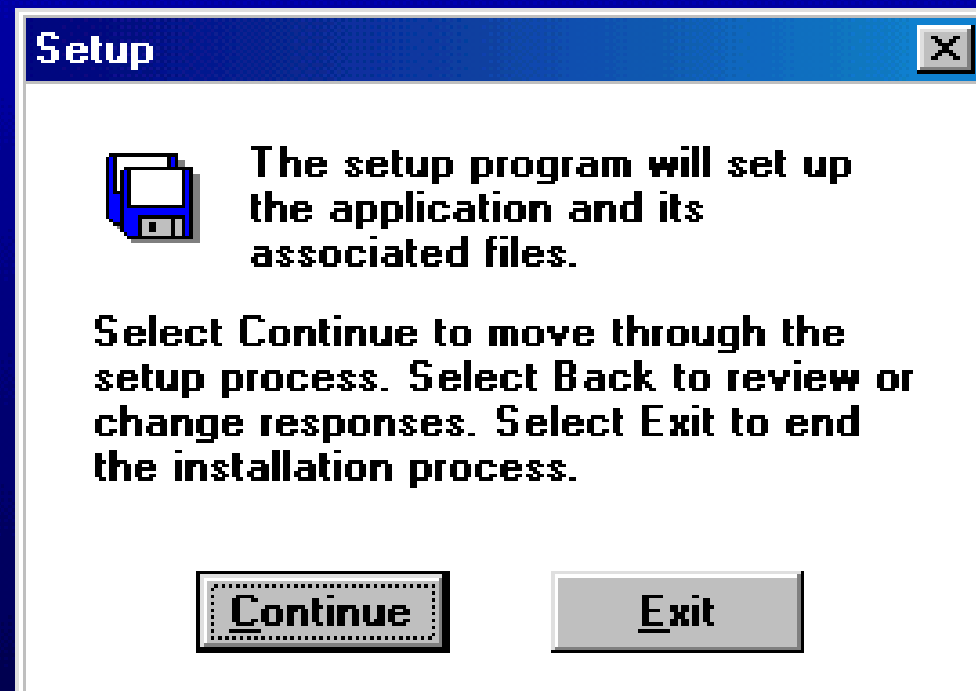 Setup
The setup program will set up
the application and its
associated files.
Select Continue to move through the
setup process. Select Back to review or
change responses. Select Exit to end
the installation process.
Continue
Exit